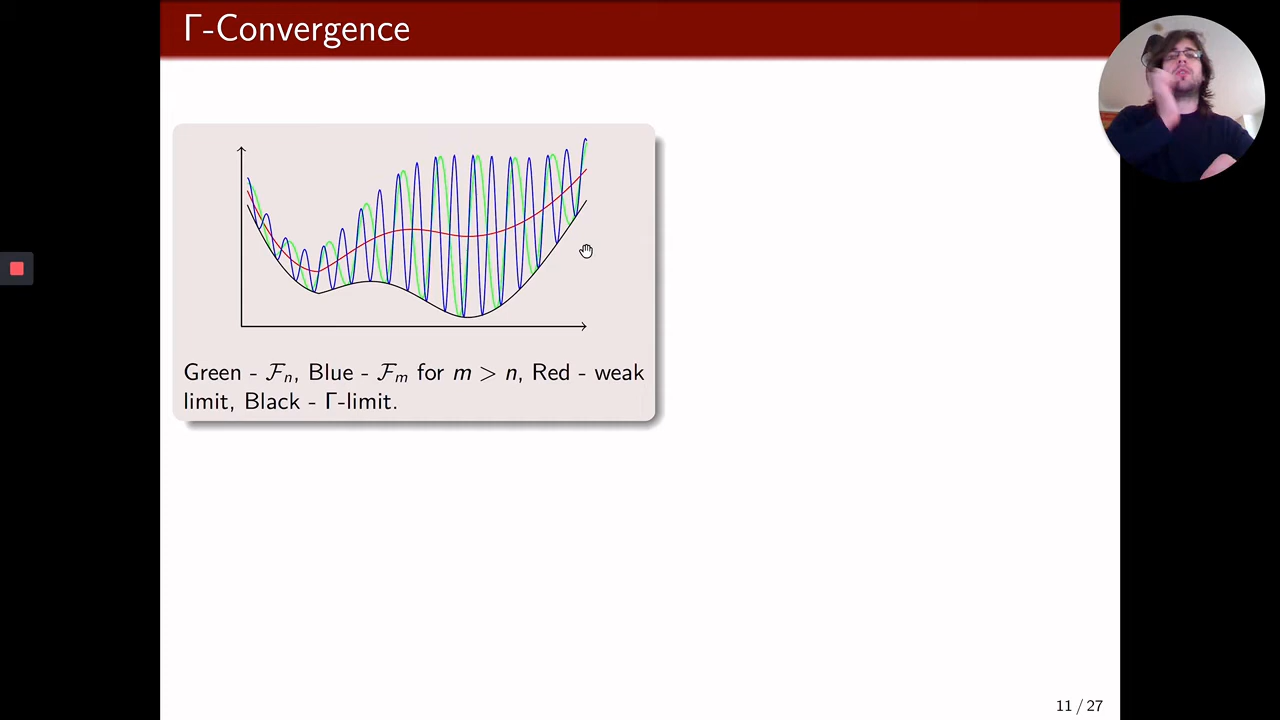 Γ-Convergence
Green - ℱₙ, Blue - ℱₘ for m > n, Red - weak
limit, Black - Γ-limit.
11 / 27